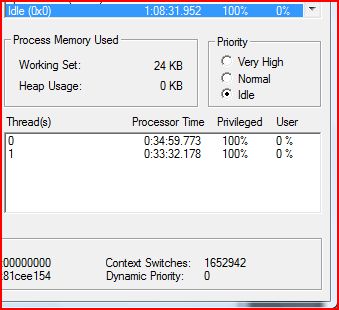 Idle (0x0) 1:08:31.952 100% 0%
Process Memory Used
Working Set: 24 KB
Heap Usage: 0 KB
Priority
Very High
Normal
Idle
Thread(s) Processor Time Privileged User
0 0:34:59.773 100% 0 %
1 0:33:32.178 100% 0 %
:00000000 Context Switches: 1652942
:81cee154 Dynamic Priority: 0